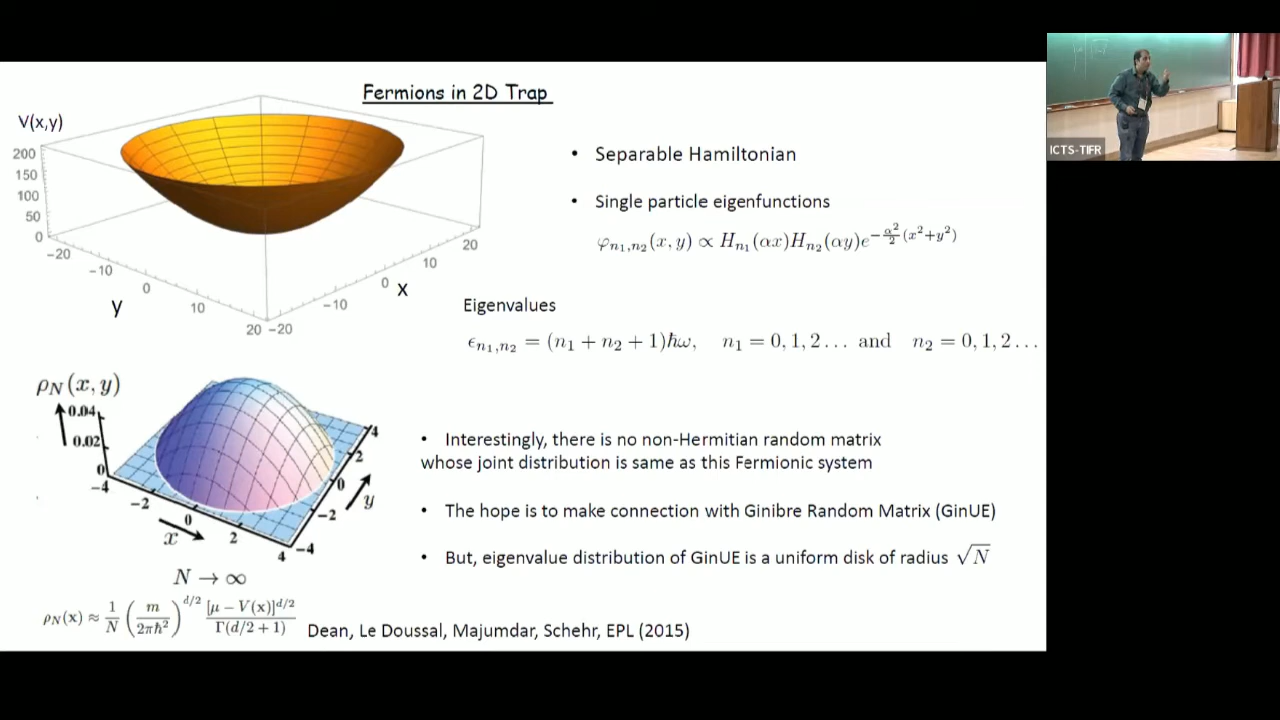 Fermions in 2D Trap
V(x,y)
200
150
100
50
0
−20
−10
0
10
20
−20
−10
0
10
20
y
x
• Separable Hamiltonian
• Single particle eigenfunctions
φ_{n₁,n₂}(x, y) ∝ H_{n₁}(αx)H_{n₂}(αy)e^{−\frac{α²}{2}(x²+y²)}
Eigenvalues
ϵ_{n₁,n₂} = (n₁ + n₂ + 1)ℏω, n₁ = 0, 1, 2 . . . and n₂ = 0, 1, 2 . . .
ρ_N(x, y)
0.04
0.02
0
−4
−2
0
2
4
−4
−2
0
2
4
x
y
N → ∞
ρ_N(x) ≈ \frac{1}{N} (\frac{m}{2πℏ²})^{d/2} \frac{[μ − V(x)]^{d/2}}{Γ(d/2 + 1)}
Dean, Le Doussal, Majumdar, Schehr, EPL (2015)
• Interestingly, there is no non-Hermitian random matrix
whose joint distribution is same as this Fermionic system
• The hope is to make connection with Ginibre Random Matrix (GinUE)
• But, eigenvalue distribution of GinUE is a uniform disk of radius √N
ICTS-TIFR